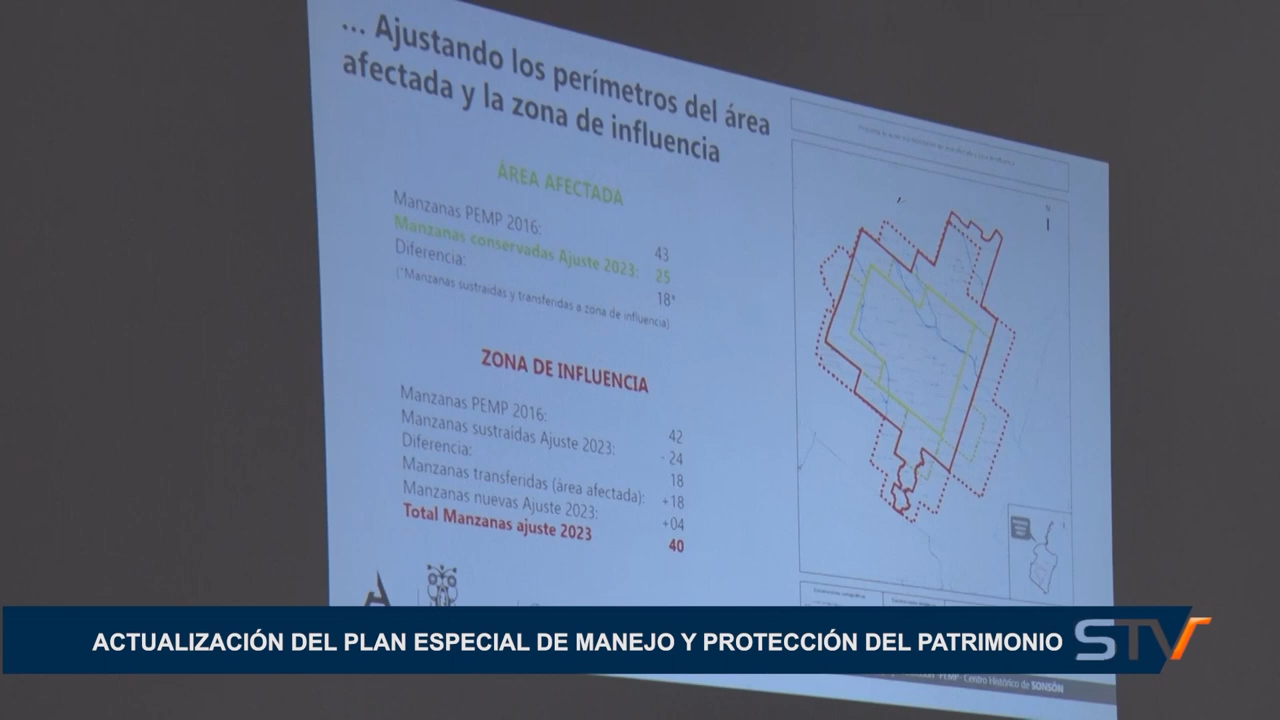 ... Ajustando los perímetros del área
afectada y la zona de influencia
ÁREA AFECTADA
Manzanas PEMP 2016: 43
Manzanas conservadas Ajuste 2023: 25
Diferencia: 18*
(*Manzanas sustraidas y transferidas a zona de influencia)
ZONA DE INFLUENCIA
Manzanas PEMP 2016: 42
Manzanas sustraídas Ajuste 2023: - 24
Diferencia: 18
Manzanas transferidas (área afectada): +18
Manzanas nuevas Ajuste 2023: +04
Total Manzanas ajuste 2023 40
ACTUALIZACIÓN DEL PLAN ESPECIAL DE MANEJO Y PROTECCIÓN DEL PATRIMONIO
STV
PEMP · Centro Histórico de SONSÓN